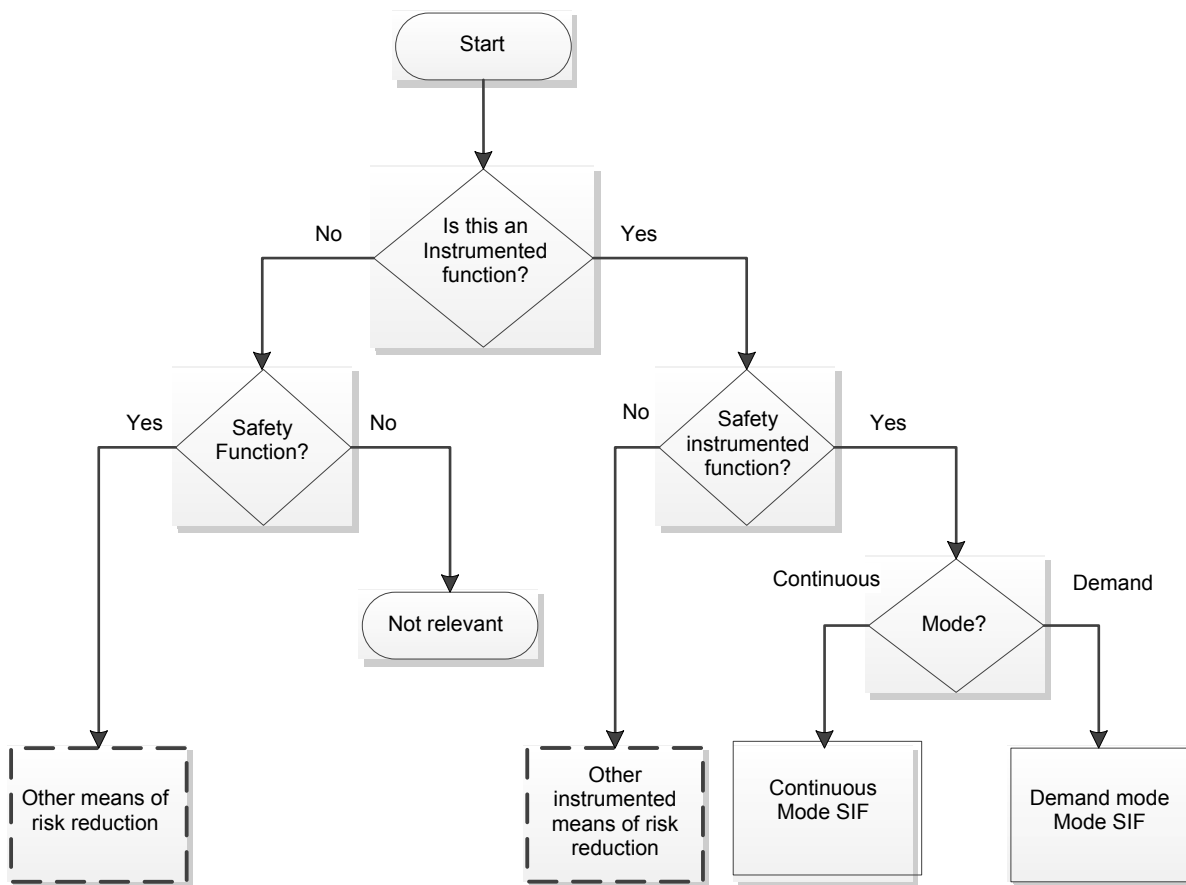 Start
Is this an
Instrumented
function?
No
Yes
Safety
Function?
Yes
No
Safety
instrumented
function?
No
Yes
Not relevant
Mode?
Continuous
Demand
Other means of
risk reduction
Other
instrumented
means of risk
reduction
Continuous
Mode SIF
Demand mode
Mode SIF